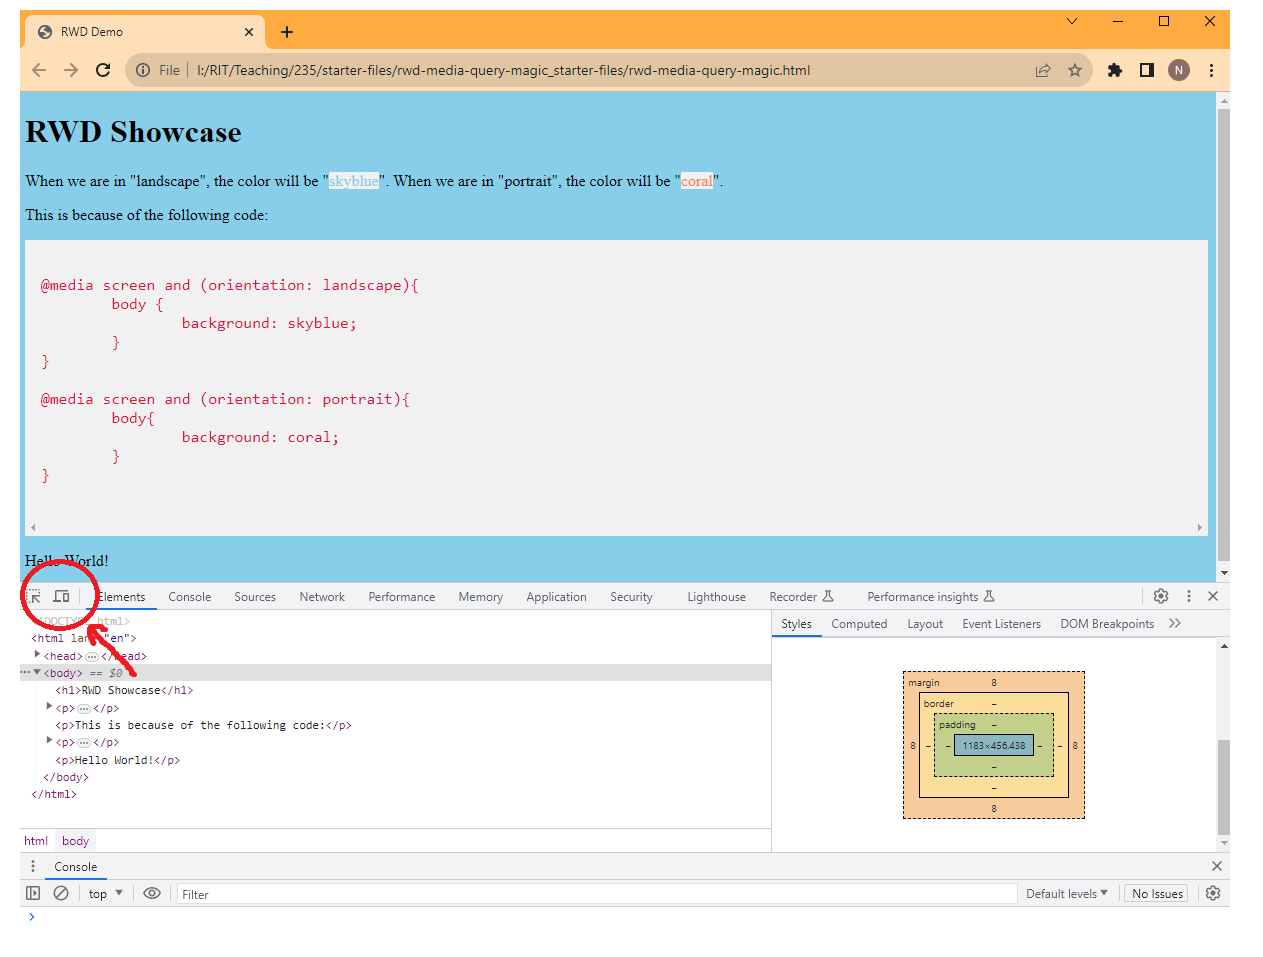 RWD Demo
File | I:/RIT/Teaching/235/starter-files/rwd-media-query-magic_starter-files/rwd-media-query-magic.html
N
RWD Showcase
When we are in "landscape", the color will be "skyblue". When we are in "portrait", the color will be "coral".
This is because of the following code:
@media screen and (orientation: landscape){
body {
background: skyblue;
}
}
@media screen and (orientation: portrait){
body{
background: coral;
}
}
Hello World!
Elements Console Sources Network Performance Memory Application Security Lighthouse Recorder Performance insights
<!DOCTYPE html>
<html lang="en">
<head>…</head>
<body> == $0
<h1>RWD Showcase</h1>
<p>…</p>
<p>This is because of the following code:</p>
<p>…</p>
<p>Hello World!</p>
</body>
</html>
html body
Styles Computed Layout Event Listeners DOM Breakpoints
margin 8
border –
padding –
8 – – 1183×456.438 – – 8
–
–
8
Console
top Filter Default levels No Issues